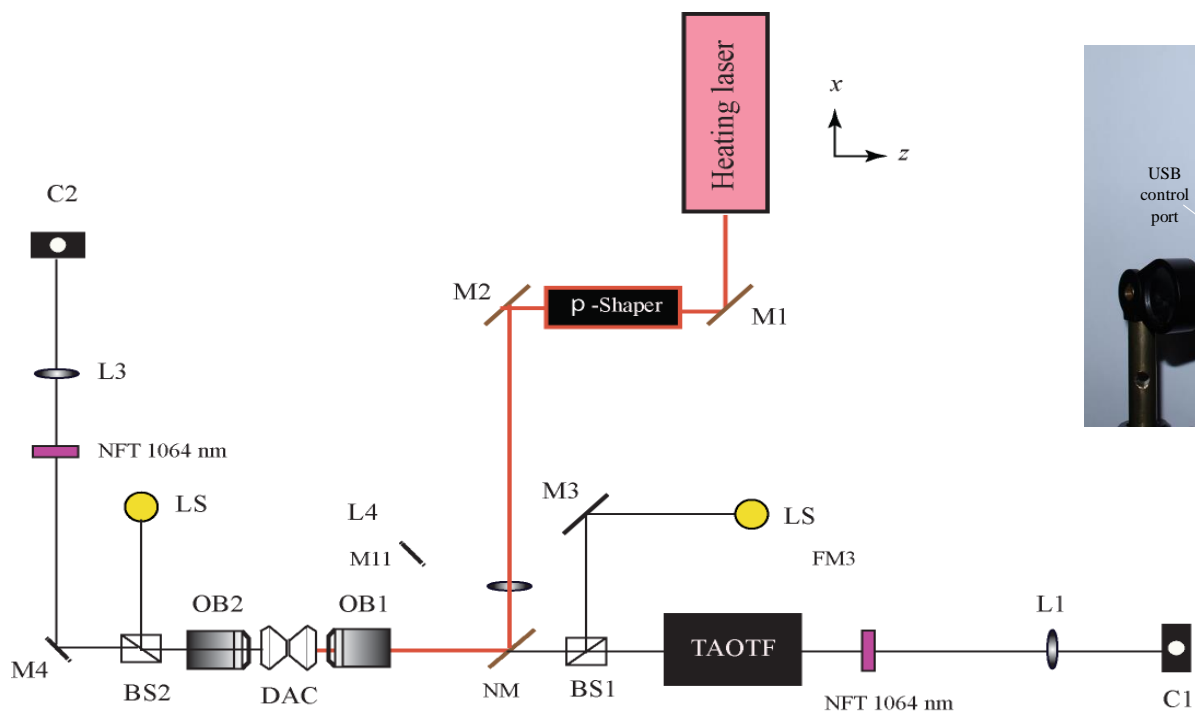 Heating laser
x
z
C2
USB
control
port
M2
p -Shaper
M1
L3
NFT 1064 nm
LS
M3
L4
LS
M11
FM3
OB2
OB1
L1
M4
TAOTF
BS2
DAC
NM
BS1
NFT 1064 nm
C1